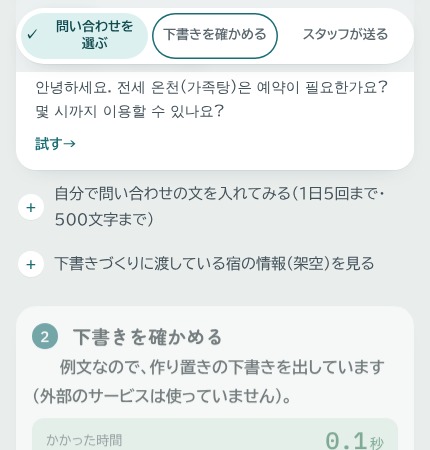 ✓ 問い合わせを
選ぶ
下書きを確かめる
スタッフが送る
안녕하세요. 전세 온천(가족탕)은 예약이 필요한가요?
몇 시까지 이용할 수 있나요?
試す→
+ 自分で問い合わせの文を入れてみる(1日5回まで・
500文字まで)
+ 下書きづくりに渡している宿の情報(架空)を見る
2 下書きを確かめる
例文なので、作り置きの下書きを出しています
(外部のサービスは使っていません)。
かかった時間 0.1秒